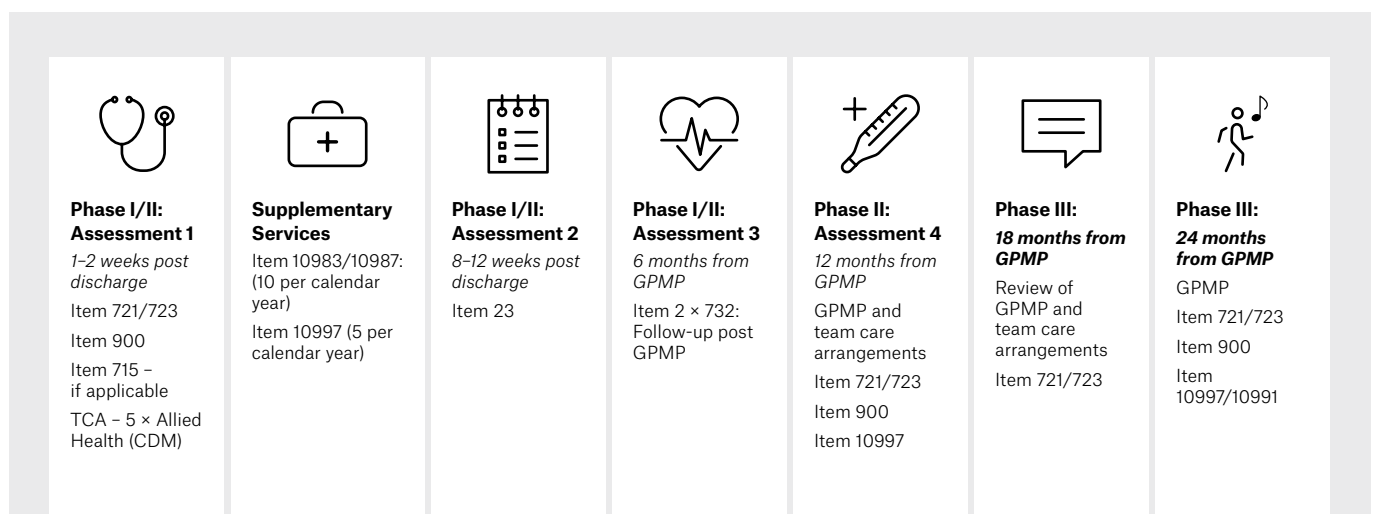 Phase I/II:
Assessment 1
1–2 weeks post
discharge
Item 721/723
Item 900
Item 715 –
if applicable
TCA – 5 × Allied
Health (CDM)
Supplementary
Services
Item 10983/10987:
(10 per calendar
year)
Item 10997 (5 per
calendar year)
Phase I/II:
Assessment 2
8–12 weeks post
discharge
Item 23
Phase I/II:
Assessment 3
6 months from
GPMP
Item 2 × 732:
Follow-up post
GPMP
Phase II:
Assessment 4
12 months from
GPMP
GPMP and
team care
arrangements
Item 721/723
Item 900
Item 10997
Phase III:
18 months from
GPMP
Review of
GPMP and
team care
arrangements
Item 721/723
Phase III:
24 months
from GPMP
GPMP
Item 721/723
Item 900
Item
10997/10991